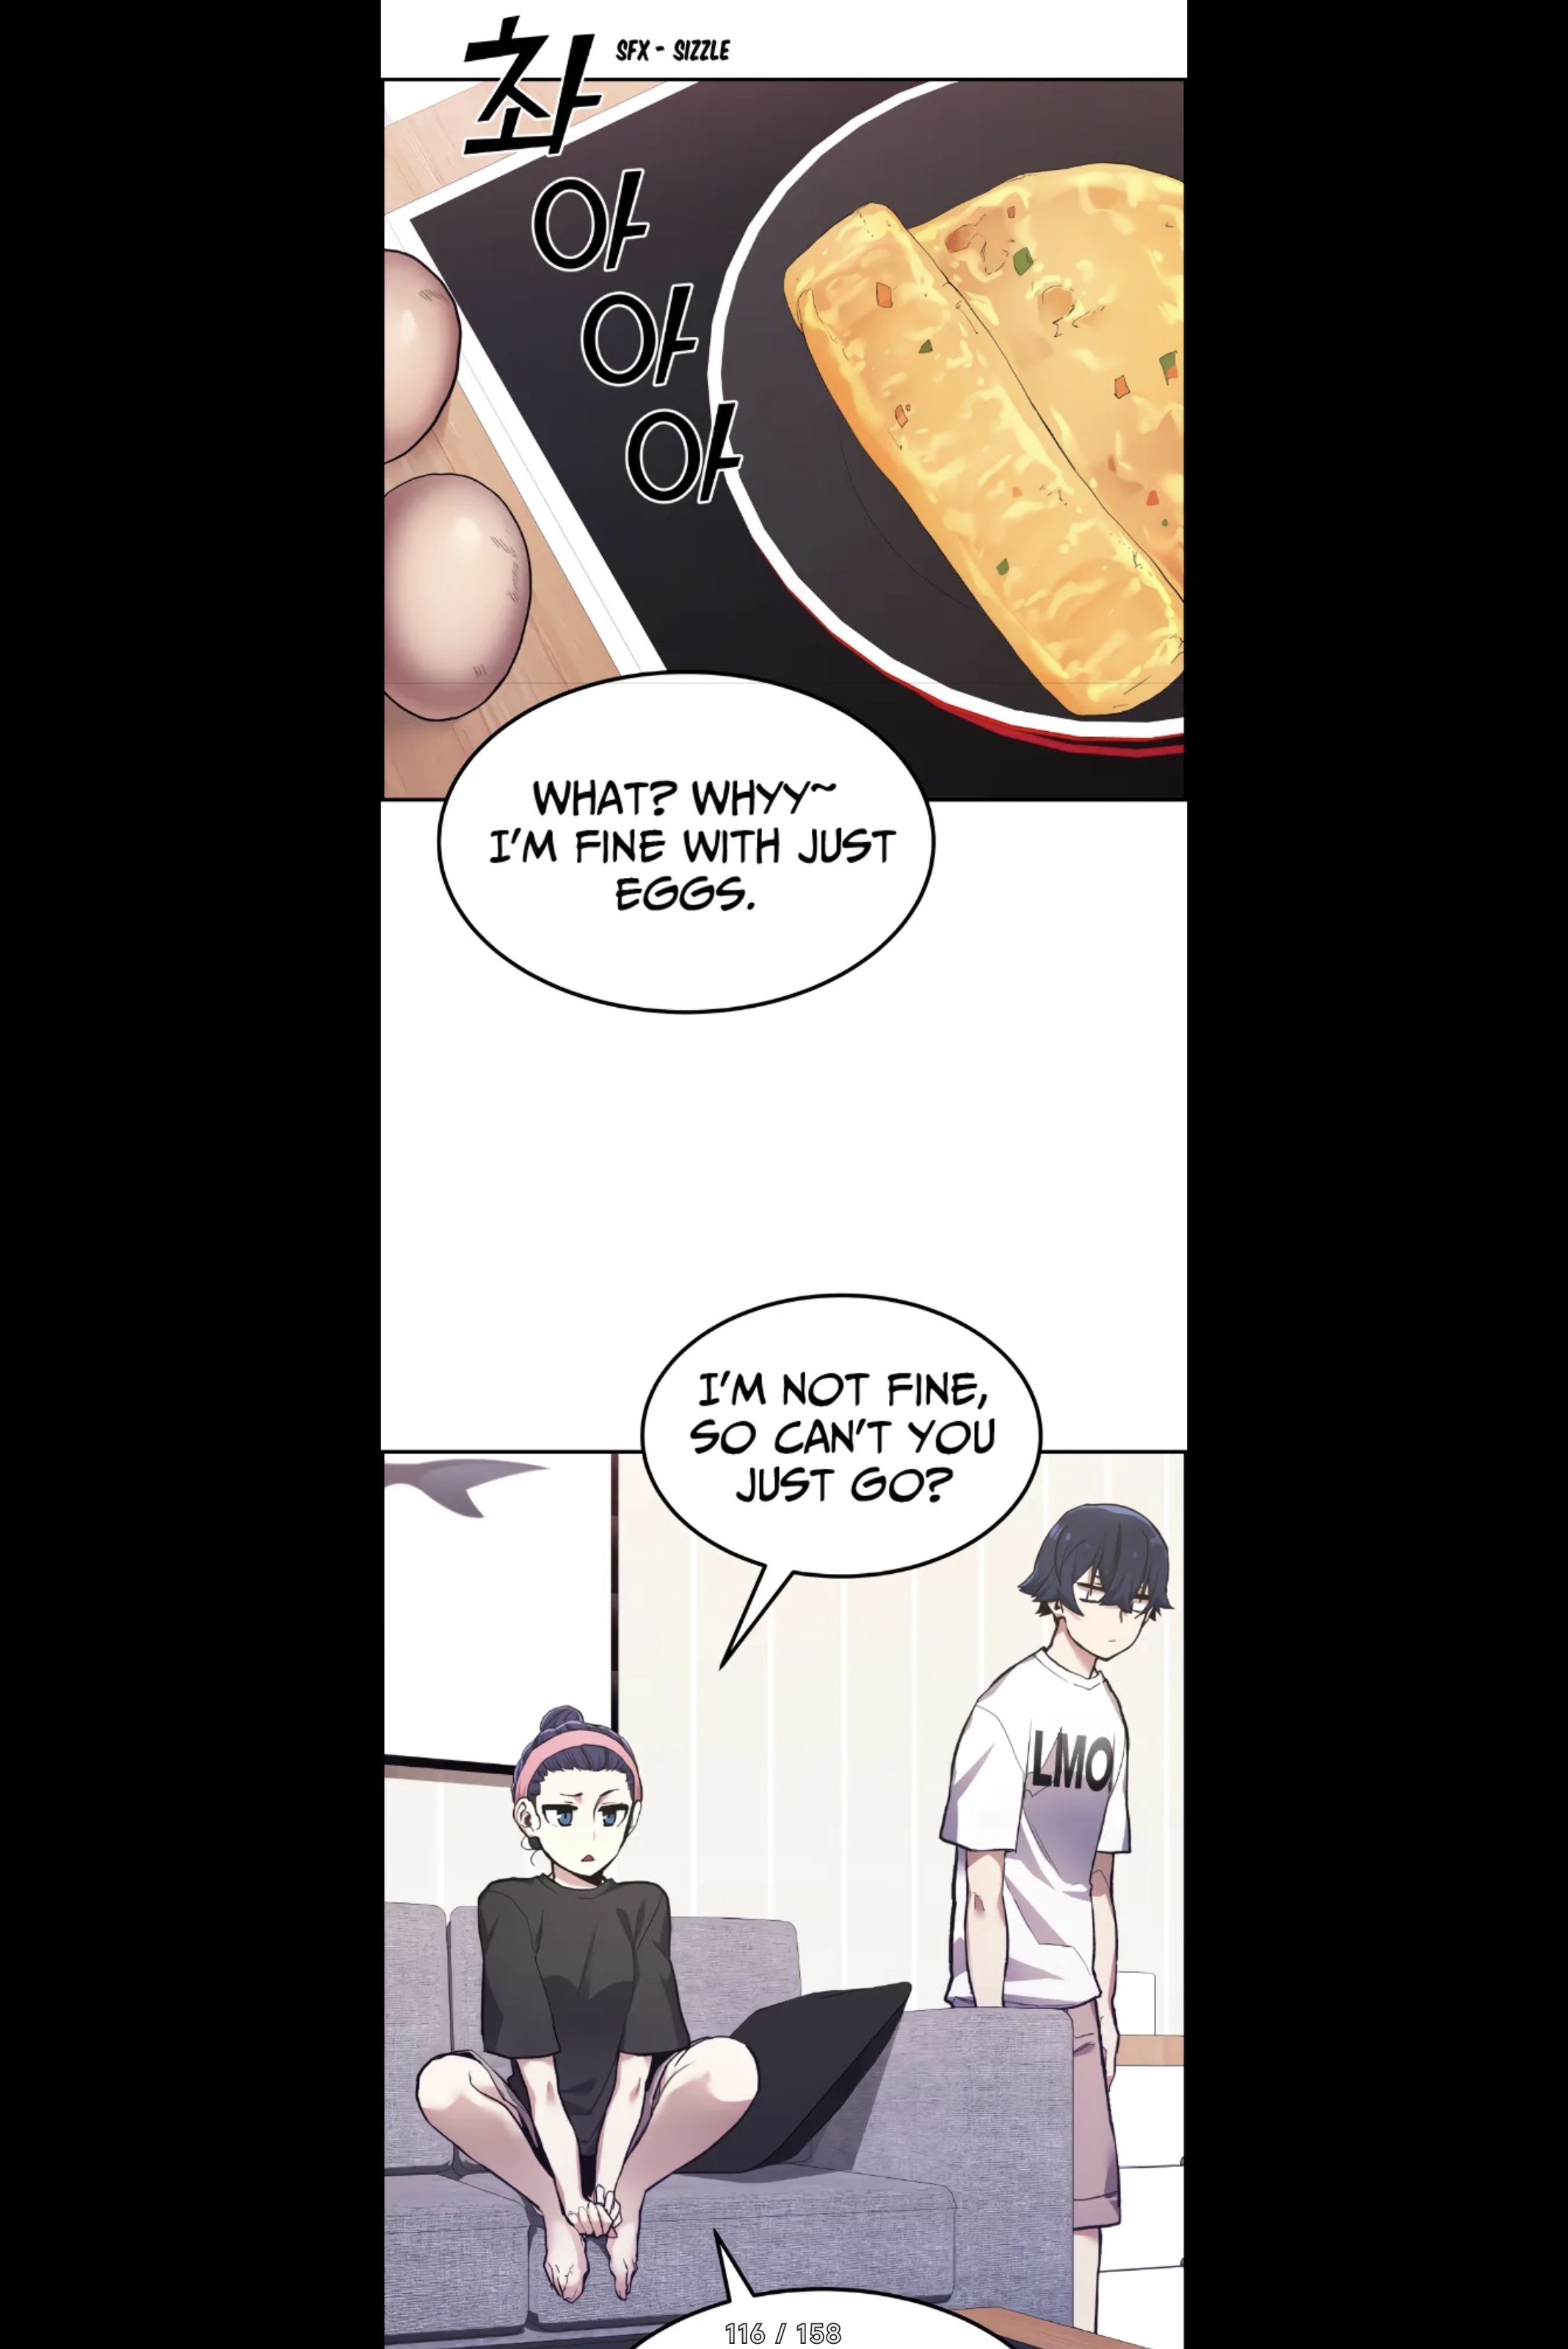 촤
SFX - SIZZLE
아
아
아
WHAT? WHYY~
I'M FINE WITH JUST
EGGS.
I'M NOT FINE,
SO CAN'T YOU
JUST GO?
LMO
116 / 158